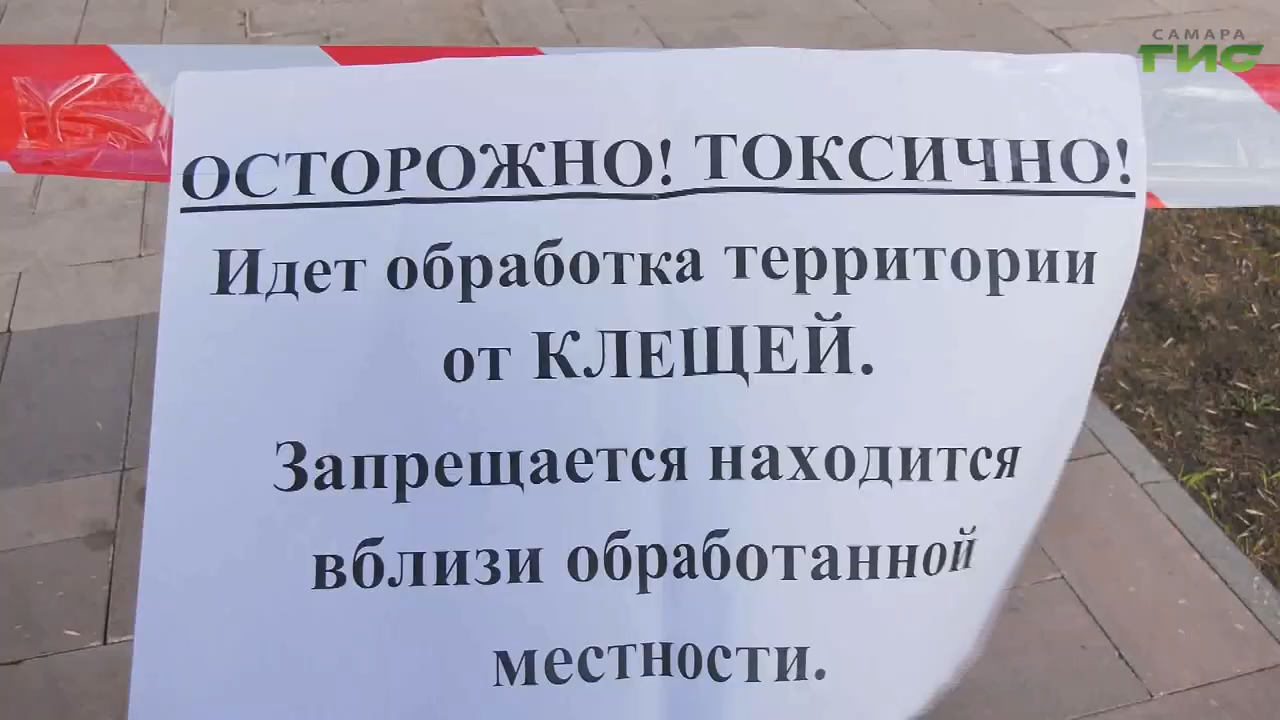 САМАРА
ГИС
ОСТОРОЖНО! ТОКСИЧНО!
Идет обработка территории
от КЛЕЩЕЙ.
Запрещается находится
вблизи обработанной
местности.